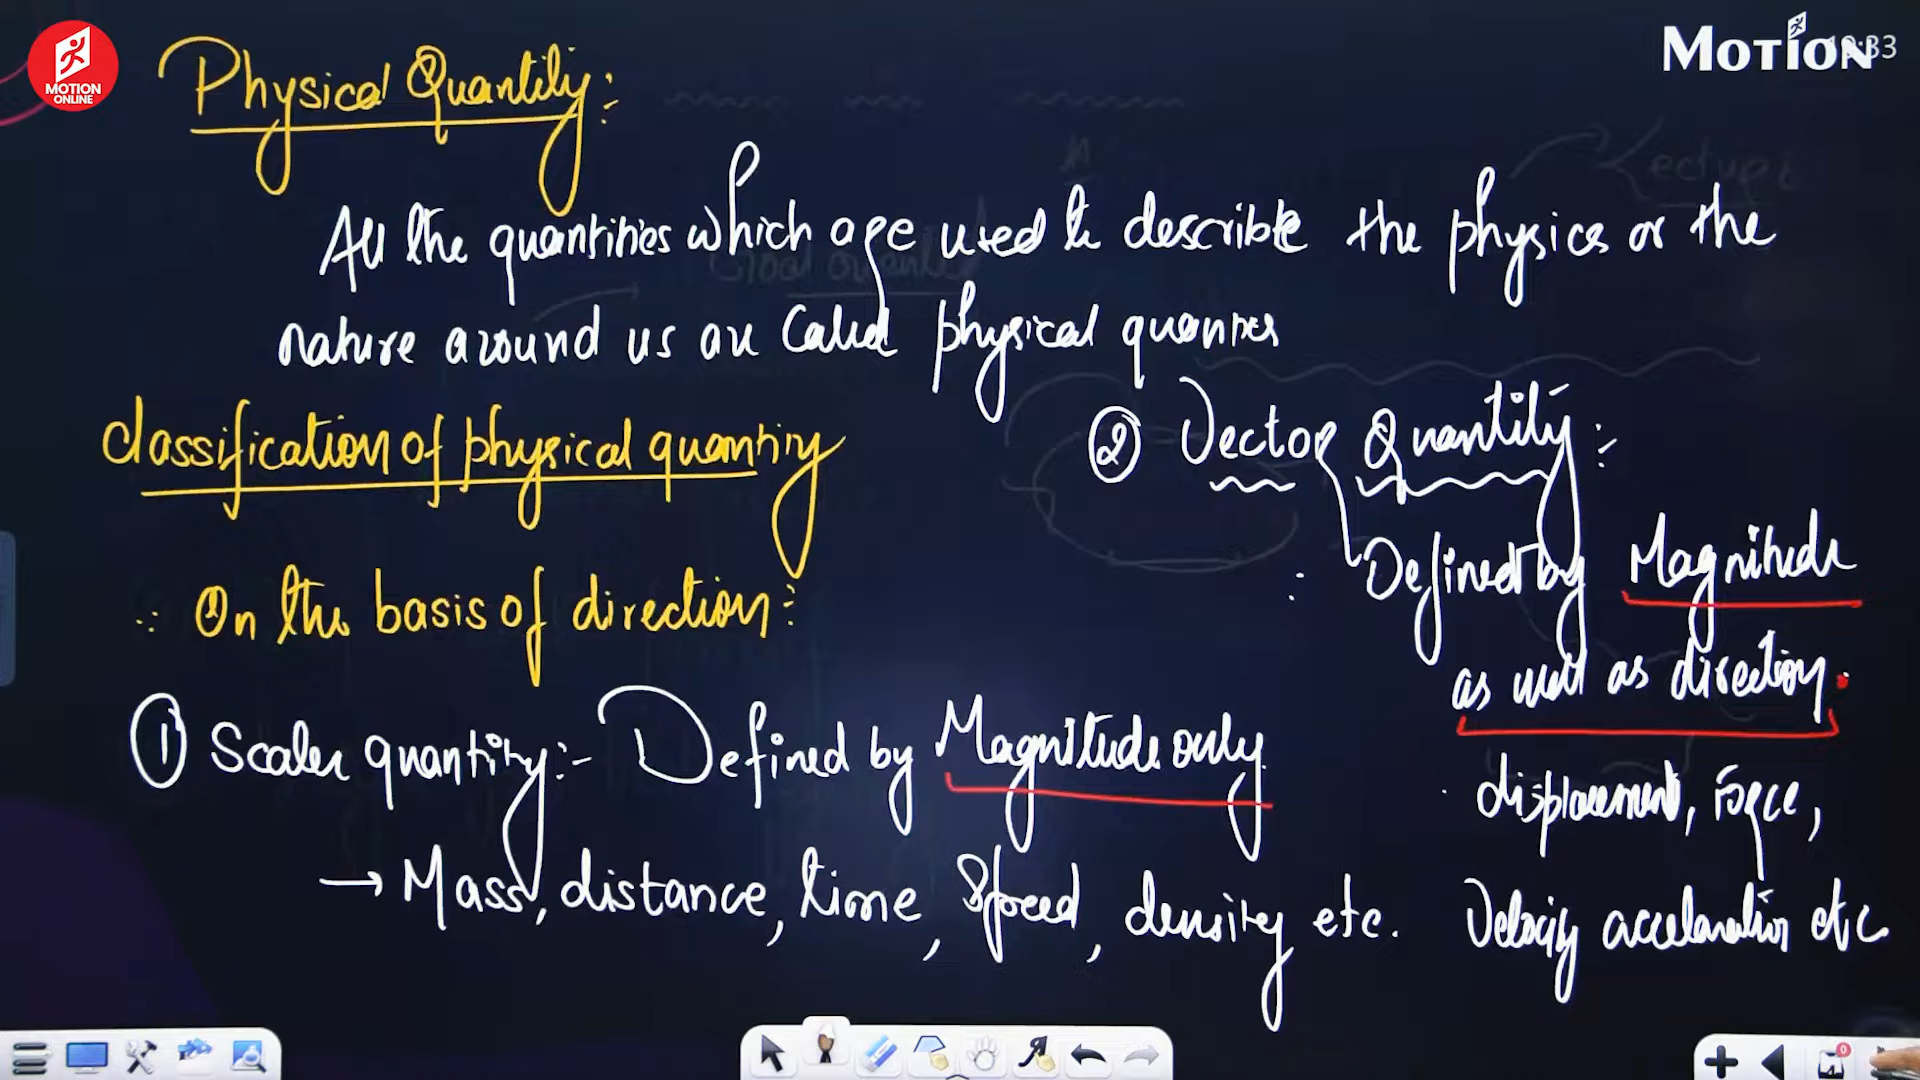 MOTION
ONLINE
MOTION
Physical Quantity:
All the quantities which are used to describe the physics or the
nature around us are called physical quantities
Classification of physical quantity
On the basis of direction:
① Scaler quantity:- Defined by Magnitude only
→ Mass, distance, time, Speed, density etc.
② Vector Quantity:
Defined by Magnitude
as well as direction.
displacement, Force,
Velocity acceleration etc